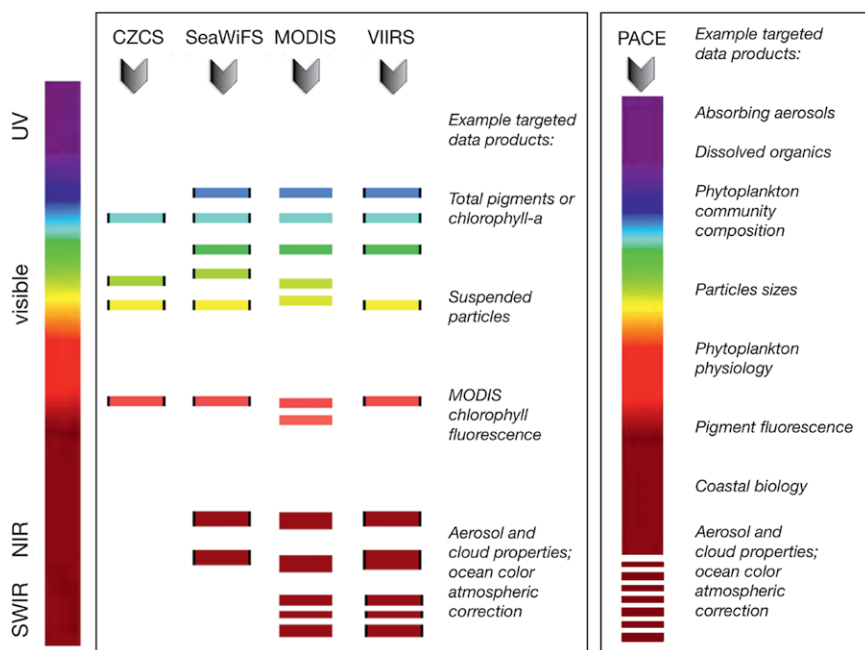 CZCS
SeaWiFS
MODIS
VIIRS
Example targeted
data products:
Total pigments or
chlorophyll-a
Suspended
particles
MODIS
chlorophyll
fluorescence
Aerosol and
cloud properties;
ocean color
atmospheric
correction
UV
visible
NIR
SWIR
PACE
Example targeted
data products:
Absorbing aerosols
Dissolved organics
Phytoplankton
community
composition
Particles sizes
Phytoplankton
physiology
Pigment fluorescence
Coastal biology
Aerosol and
cloud properties;
ocean color
atmospheric
correction